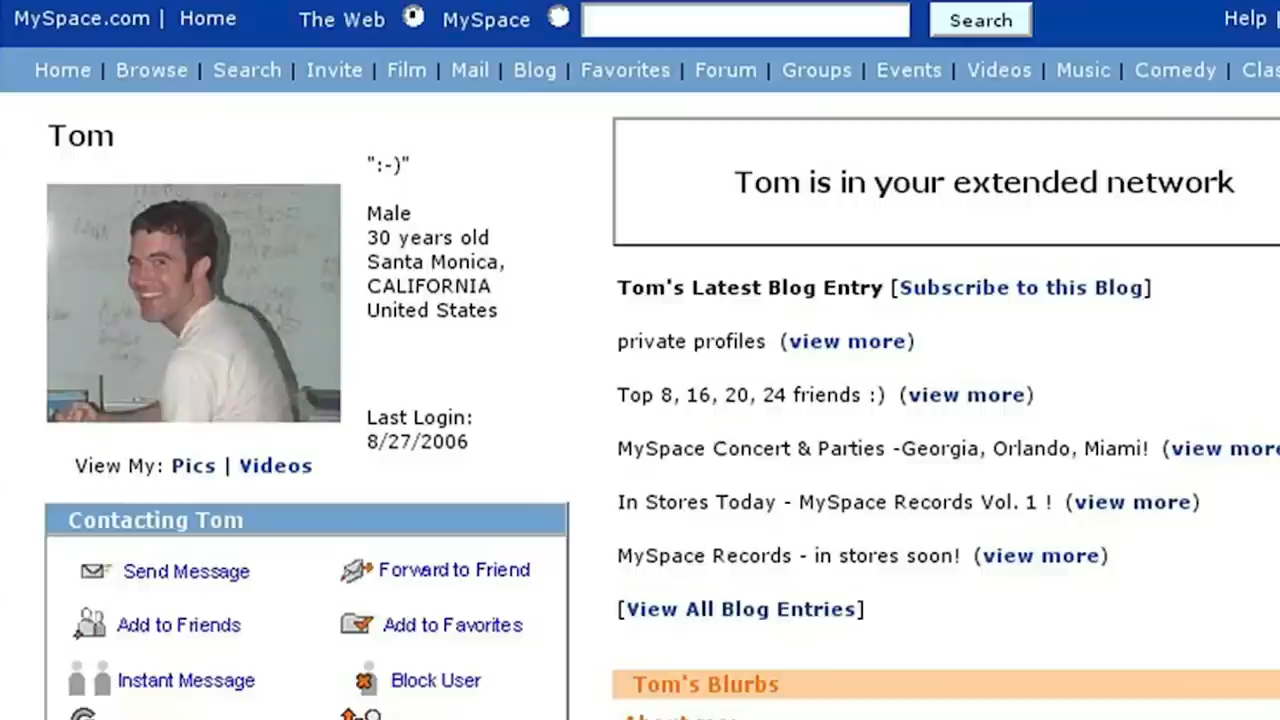 MySpace.com | Home The Web MySpace Search Help |
Home | Browse | Search | Invite | Film | Mail | Blog | Favorites | Forum | Groups | Events | Videos | Music | Comedy | Clas
Tom
":-)"
Male
30 years old
Santa Monica,
CALIFORNIA
United States
Last Login:
8/27/2006
View My: Pics | Videos
Contacting Tom
Send Message
Forward to Friend
Add to Friends
Add to Favorites
Instant Message
Block User
Tom is in your extended network
Tom's Latest Blog Entry [Subscribe to this Blog]
private profiles (view more)
Top 8, 16, 20, 24 friends :) (view more)
MySpace Concert & Parties -Georgia, Orlando, Miami! (view more
In Stores Today - MySpace Records Vol. 1 ! (view more)
MySpace Records - in stores soon! (view more)
[View All Blog Entries]
Tom's Blurbs